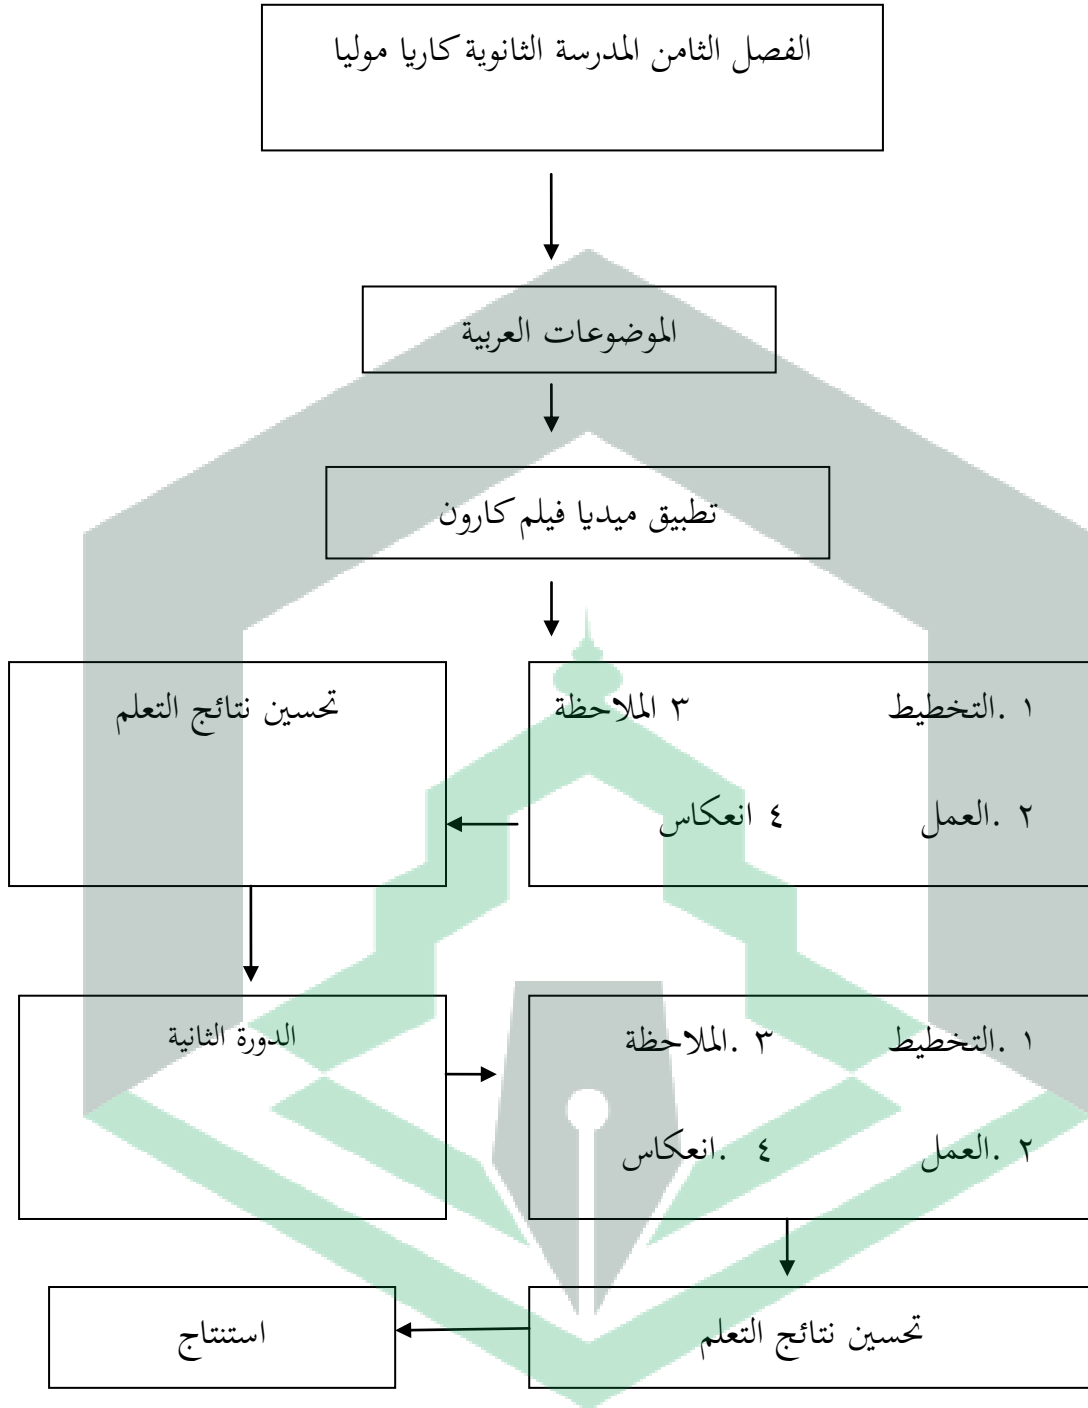 الفصل الثامن المدرسة الثانوية كاريا موليا
الموضوعات العربية
تطبيق ميديا فيلم كارون
١ .التخطيط ٣ الملاحظة
٢ .العمل ٤ انعكاس
تحسين نتائج التعلم
الدورة الثانية
١ .التخطيط ٣ .الملاحظة
٢ .العمل ٤ .انعكاس
تحسين نتائج التعلم
استنتاج